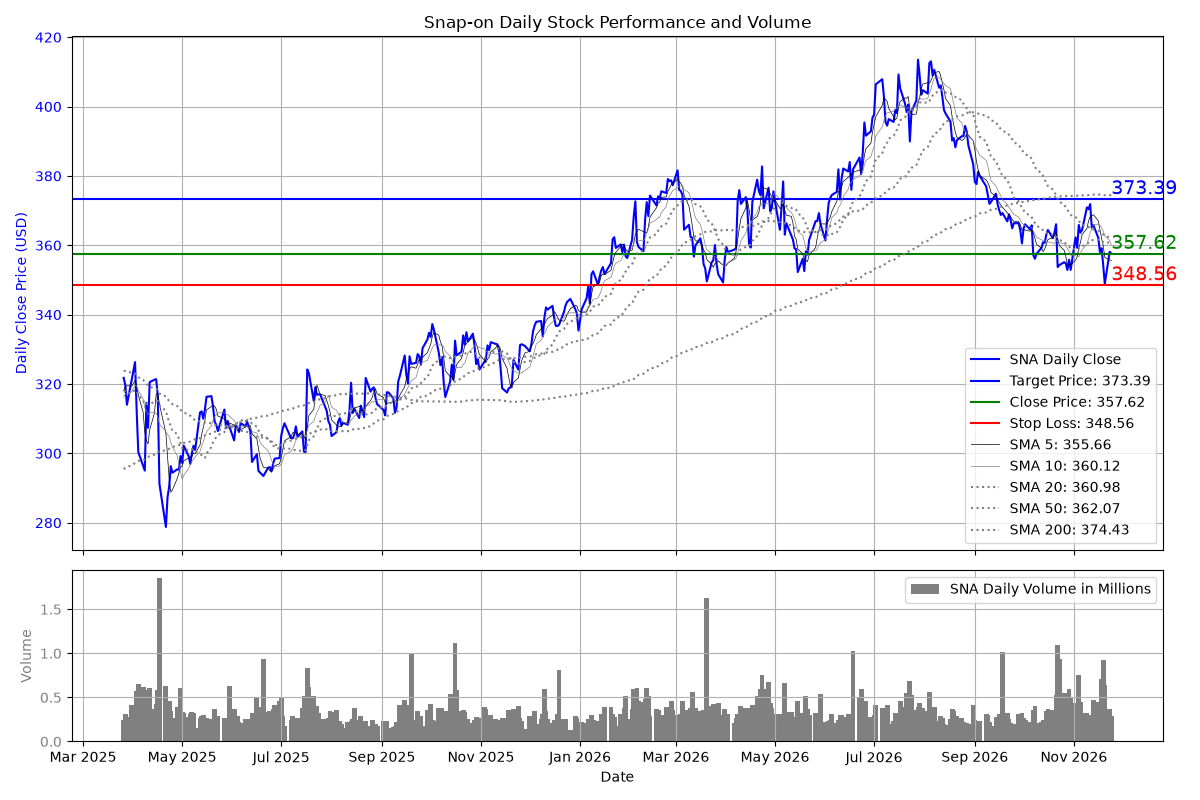 Snap-on Daily Stock Performance and Volume
420
400
380
360
340
320
300
280
Daily Close Price (USD)
373.39
357.62
348.56
SNA Daily Close
Target Price: 373.39
Close Price: 357.62
Stop Loss: 348.56
SMA 5: 355.66
SMA 10: 360.12
SMA 20: 360.98
SMA 50: 362.07
SMA 200: 374.43
SNA Daily Volume in Millions
1.5
1.0
0.5
0.0
Volume
Mar 2025 May 2025 Jul 2025 Sep 2025 Nov 2025 Jan 2026 Mar 2026 May 2026 Jul 2026 Sep 2026 Nov 2026
Date